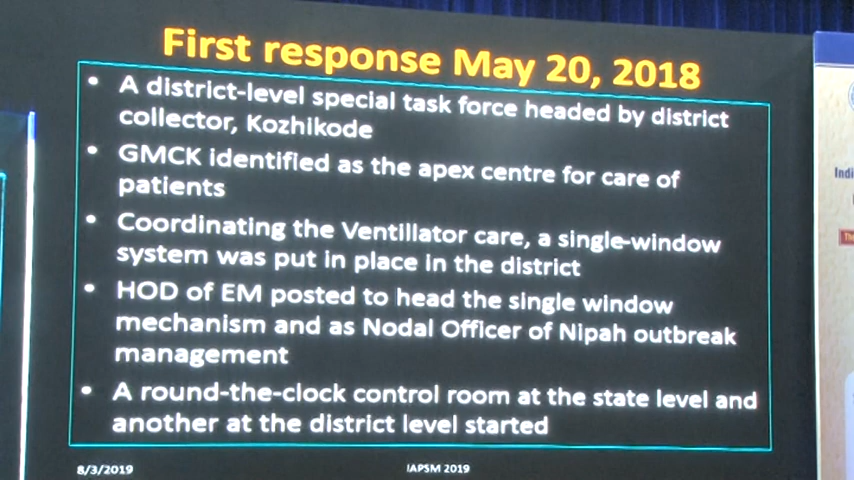 First response May 20, 2018
• A district-level special task force headed by district
collector, Kozhikode
• GMCK identified as the apex centre for care of
patients
• Coordinating the Ventillator care, a single-window
system was put in place in the district
• HOD of EM posted to head the single window
mechanism and as Nodal Officer of Nipah outbreak
management
• A round-the-clock control room at the state level and
another at the district level started
8/3/2019
IAPSM 2019